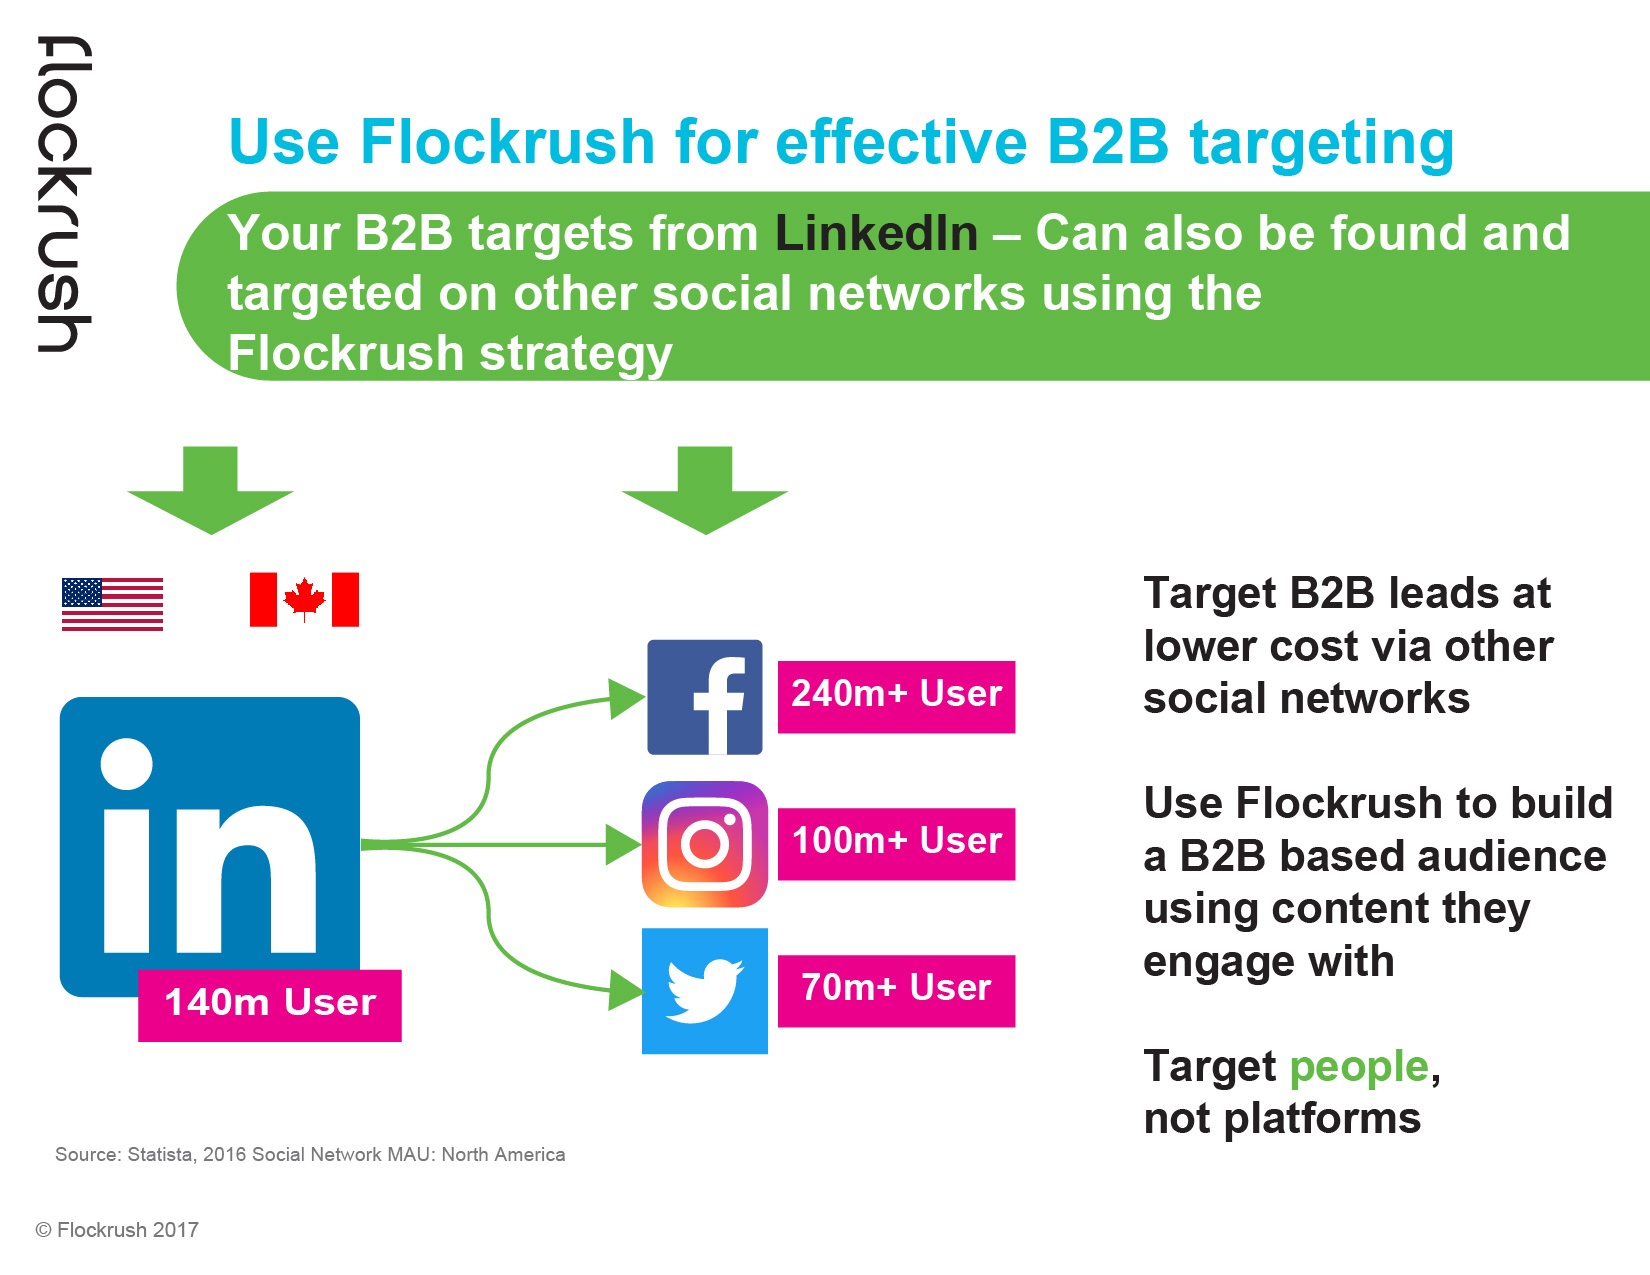 flockrush
Use Flockrush for effective B2B targeting
Your B2B targets from LinkedIn – Can also be found and
targeted on other social networks using the
Flockrush strategy
in
140m User
f
240m+ User
100m+ User
70m+ User
Target B2B leads at
lower cost via other
social networks
Use Flockrush to build
a B2B based audience
using content they
engage with
Target people,
not platforms
Source: Statista, 2016 Social Network MAU: North America
© Flockrush 2017